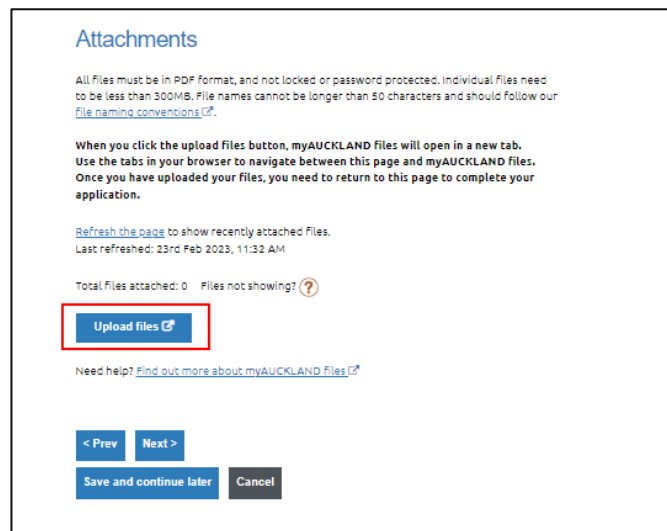 Attachments
All files must be in PDF format, and not locked or password protected. Individual files need
to be less than 300MB. File names cannot be longer than 50 characters and should follow our
file naming conventions.
When you click the upload files button, myAUCKLAND files will open in a new tab.
Use the tabs in your browser to navigate between this page and myAUCKLAND files.
Once you have uploaded your files, you need to return to this page to complete your
application.
Refresh the page to show recently attached files.
Last refreshed: 23rd Feb 2023, 11:32 AM
Total files attached: 0 Files not showing? ?
Upload files
Need help? Find out more about myAUCKLAND files
< Prev Next >
Save and continue later Cancel